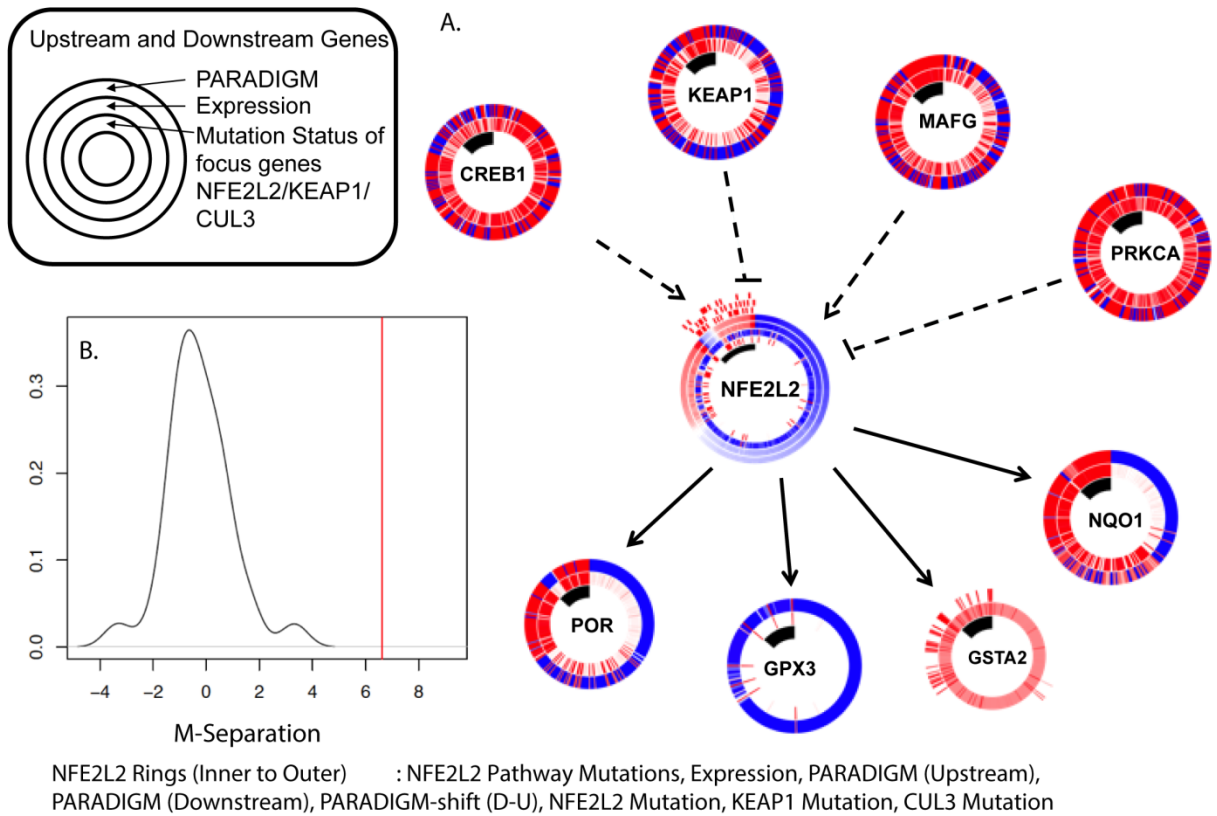 Upstream and Downstream Genes
PARADIGM
Expression
Mutation Status of
focus genes
NFE2L2/KEAP1/
CUL3
A.
CREB1
KEAP1
MAFG
PRKCA
NFE2L2
NQO1
GSTA2
GPX3
POR
B.
0.3
0.2
0.1
0.0
−4 −2 0 2 4 6 8
M-Separation
NFE2L2 Rings (Inner to Outer) : NFE2L2 Pathway Mutations, Expression, PARADIGM (Upstream),
PARADIGM (Downstream), PARADIGM-shift (D-U), NFE2L2 Mutation, KEAP1 Mutation, CUL3 Mutation